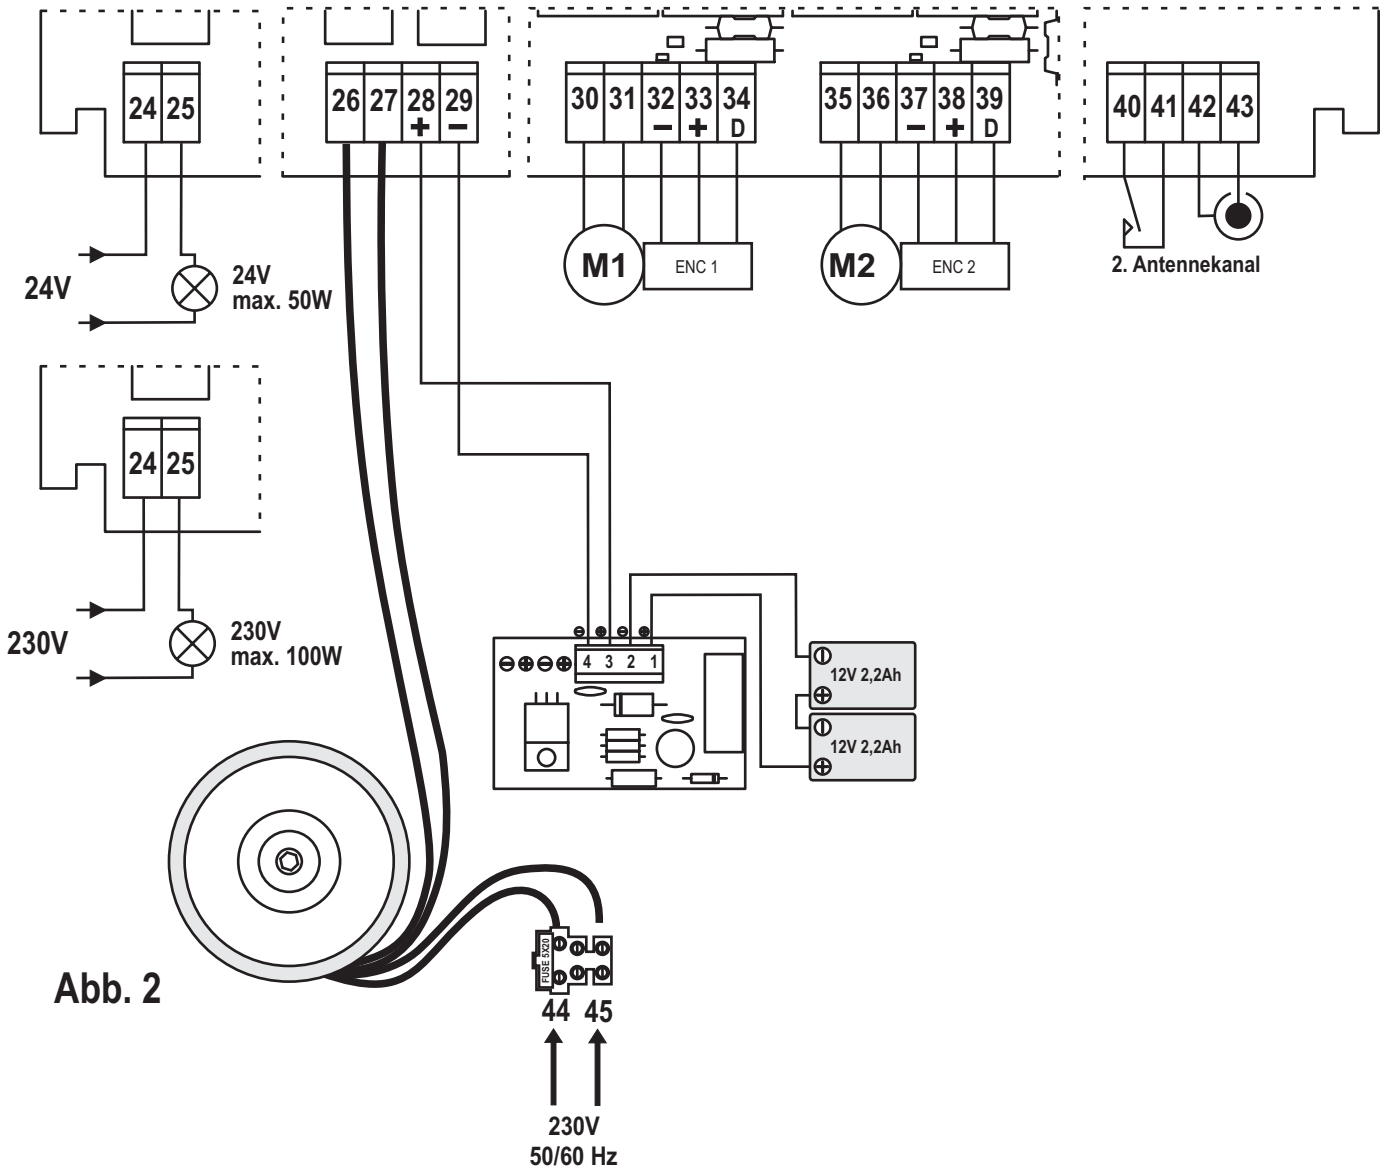 24 25
24V
24V
max. 50W
26 27 28 29
+ −
30 31 32 33 34
− + D
M1
ENC 1
35 36 37 38 39
− + D
M2
ENC 2
40 41 42 43
2. Antennekanal
24 25
230V
230V
max. 100W
4 3 2 1
12V 2,2Ah
12V 2,2Ah
FUSE 5X20
44 45
230V
50/60 Hz
Abb. 2